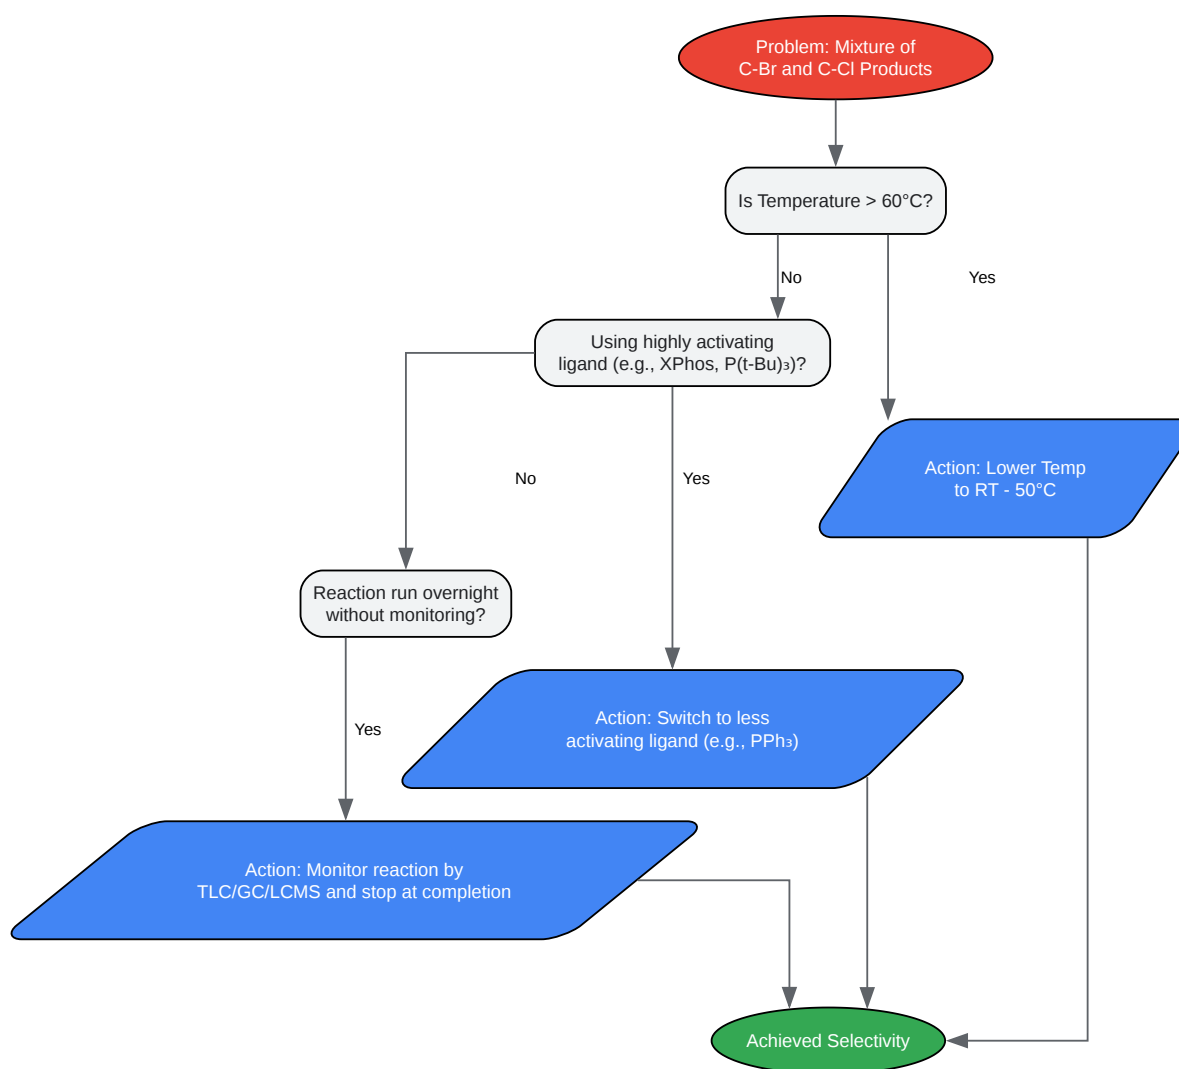 Problem: Mixture of
C-Br and C-Cl Products
Is Temperature > 60°C?
No
Yes
Using highly activating
ligand (e.g., XPhos, P(t-Bu)₃)?
Action: Lower Temp
to RT - 50°C
No
Yes
Reaction run overnight
without monitoring?
Action: Switch to less
activating ligand (e.g., PPh₃)
Yes
Action: Monitor reaction by
TLC/GC/LCMS and stop at completion
Achieved Selectivity